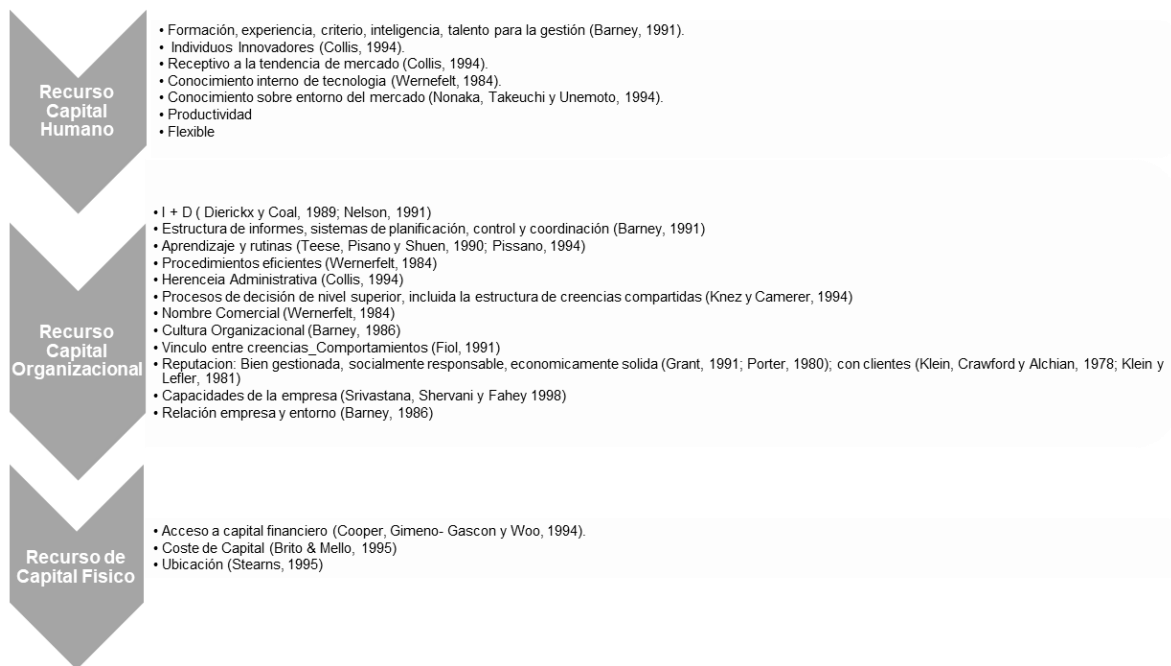 Recurso
Capital
Humano
• Formación, experiencia, criterio, inteligencia, talento para la gestión (Barney, 1991).
• Individuos Innovadores (Collis, 1994).
• Receptivo a la tendencia de mercado (Collis, 1994).
• Conocimiento interno de tecnologia (Wernefelt, 1984).
• Conocimiento sobre entorno del mercado (Nonaka, Takeuchi y Unemoto, 1994).
• Productividad
• Flexible
Recurso
Capital
Organizacional
• I + D ( Dierickx y Coal, 1989; Nelson, 1991)
• Estructura de informes, sistemas de planificación, control y coordinación (Barney, 1991)
• Aprendizaje y rutinas (Teese, Pisano y Shuen, 1990; Pissano, 1994)
• Procedimientos eficientes (Wernerfelt, 1984)
• Herenceia Administrativa (Collis, 1994)
• Procesos de decisión de nivel superior, incluida la estructura de creencias compartidas (Knez y Camerer, 1994)
• Nombre Comercial (Wernerfelt, 1984)
• Cultura Organizacional (Barney, 1986)
• Vinculo entre creencias_Comportamientos (Fiol, 1991)
• Reputacion: Bien gestionada, socialmente responsable, economicamente solida (Grant, 1991; Porter, 1980); con clientes (Klein, Crawford y Alchian, 1978; Klein y
Lefler, 1981)
• Capacidades de la empresa (Srivastana, Shervani y Fahey 1998)
• Relación empresa y entorno (Barney, 1986)
Recurso de
Capital Fisico
• Acceso a capital financiero (Cooper, Gimeno- Gascon y Woo, 1994).
• Coste de Capital (Brito & Mello, 1995)
• Ubicación (Stearns, 1995)